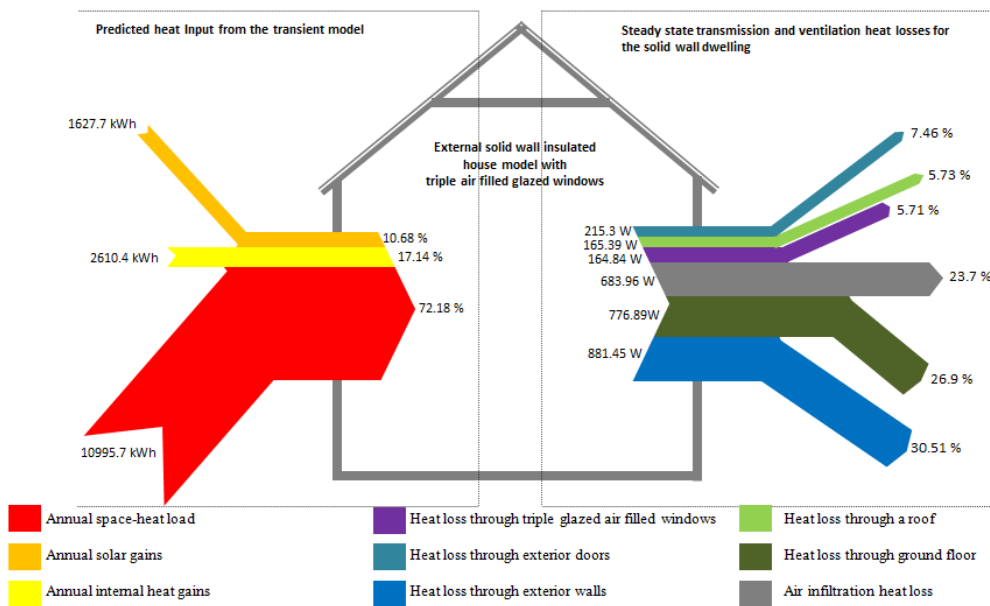 Predicted heat Input from the transient model
Steady state transmission and ventilation heat losses for
the solid wall dwelling
1627.7 kWh
7.46 %
External solid wall insulated
house model with
triple air filled glazed windows
5.73 %
5.71 %
10.68 %
215.3 W
2610.4 kWh
17.14 %
165.39 W
164.84 W
683.96 W
23.7 %
72.18 %
776.89W
881.45 W
26.9 %
10995.7 kWh
30.51 %
Annual space-heat load
Heat loss through triple glazed air filled windows
Heat loss through a roof
Annual solar gains
Heat loss through exterior doors
Heat loss through ground floor
Annual internal heat gains
Heat loss through exterior walls
Air infiltration heat loss